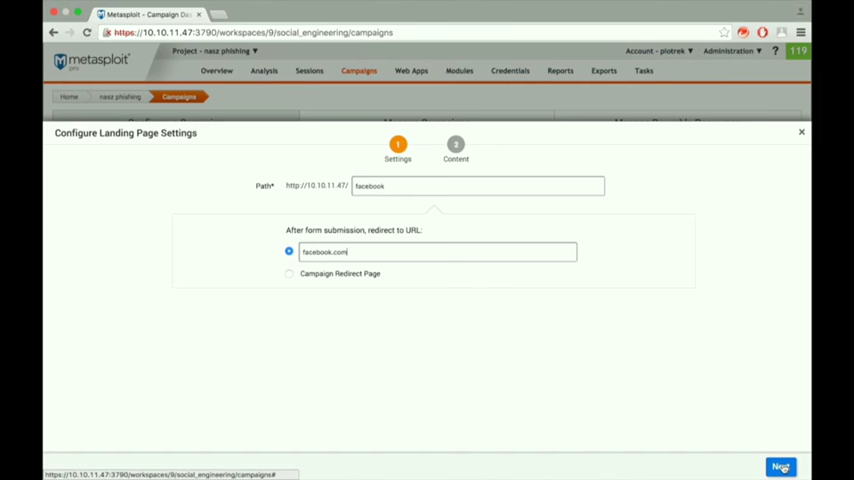 Metasploit - Campaign Das
https://10.10.11.47:3790/workspaces/9/social_engineering/campaigns
metasploit
pro
Project - nasz phishing ▼
Account - piotrek ▼
Administration ▼
?
119
Overview
Analysis
Sessions
Campaigns
Web Apps
Modules
Credentials
Reports
Exports
Tasks
Home
nasz phishing
Campaigns
Configure Landing Page Settings
1
Settings
2
Content
Path*
http://10.10.11.47/
facebook
After form submission, redirect to URL:
facebook.com
Campaign Redirect Page
Next
https://10.10.11.47:3790/workspaces/9/social_engineering/campaigns#